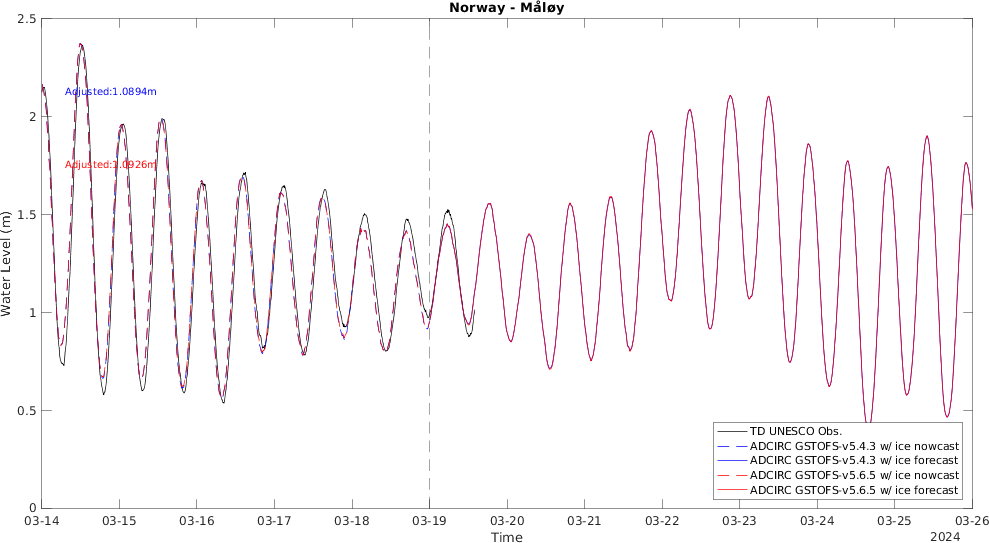 Norway - Måløy
2.5
2
1.5
1
0.5
0
Water Level (m)
Adjusted:1.0894m
Adjusted:1.0926m
TD UNESCO Obs.
ADCIRC GSTOFS-v5.4.3 w/ ice nowcast
ADCIRC GSTOFS-v5.4.3 w/ ice forecast
ADCIRC GSTOFS-v5.6.5 w/ ice nowcast
ADCIRC GSTOFS-v5.6.5 w/ ice forecast
03-14 03-15 03-16 03-17 03-18 03-19 03-20 03-21 03-22 03-23 03-24 03-25 03-26
Time
2024